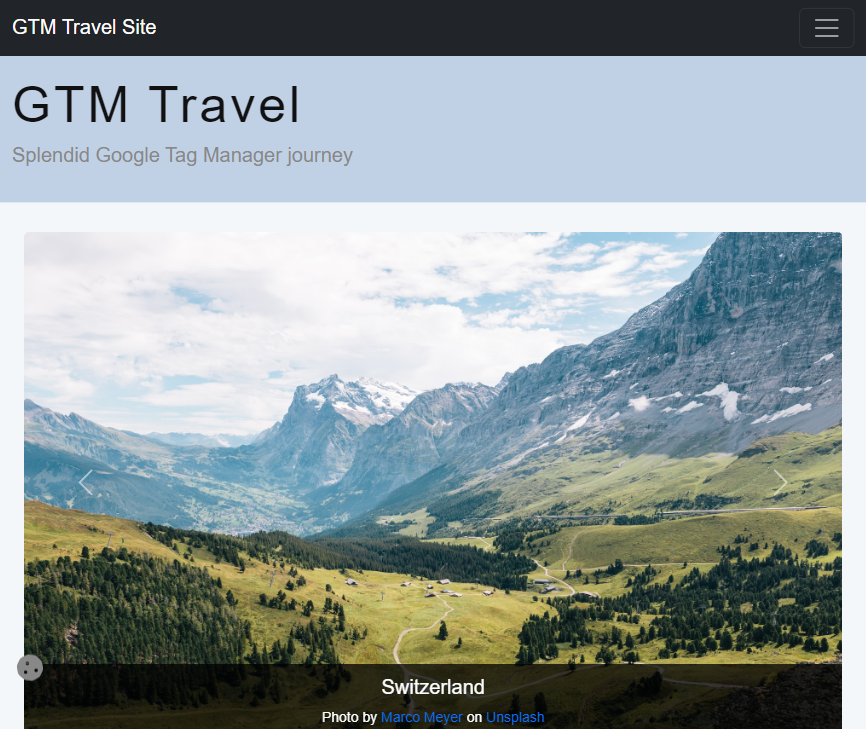 GTM Travel Site
GTM Travel
Splendid Google Tag Manager journey
Switzerland
Photo by Marco Meyer on Unsplash